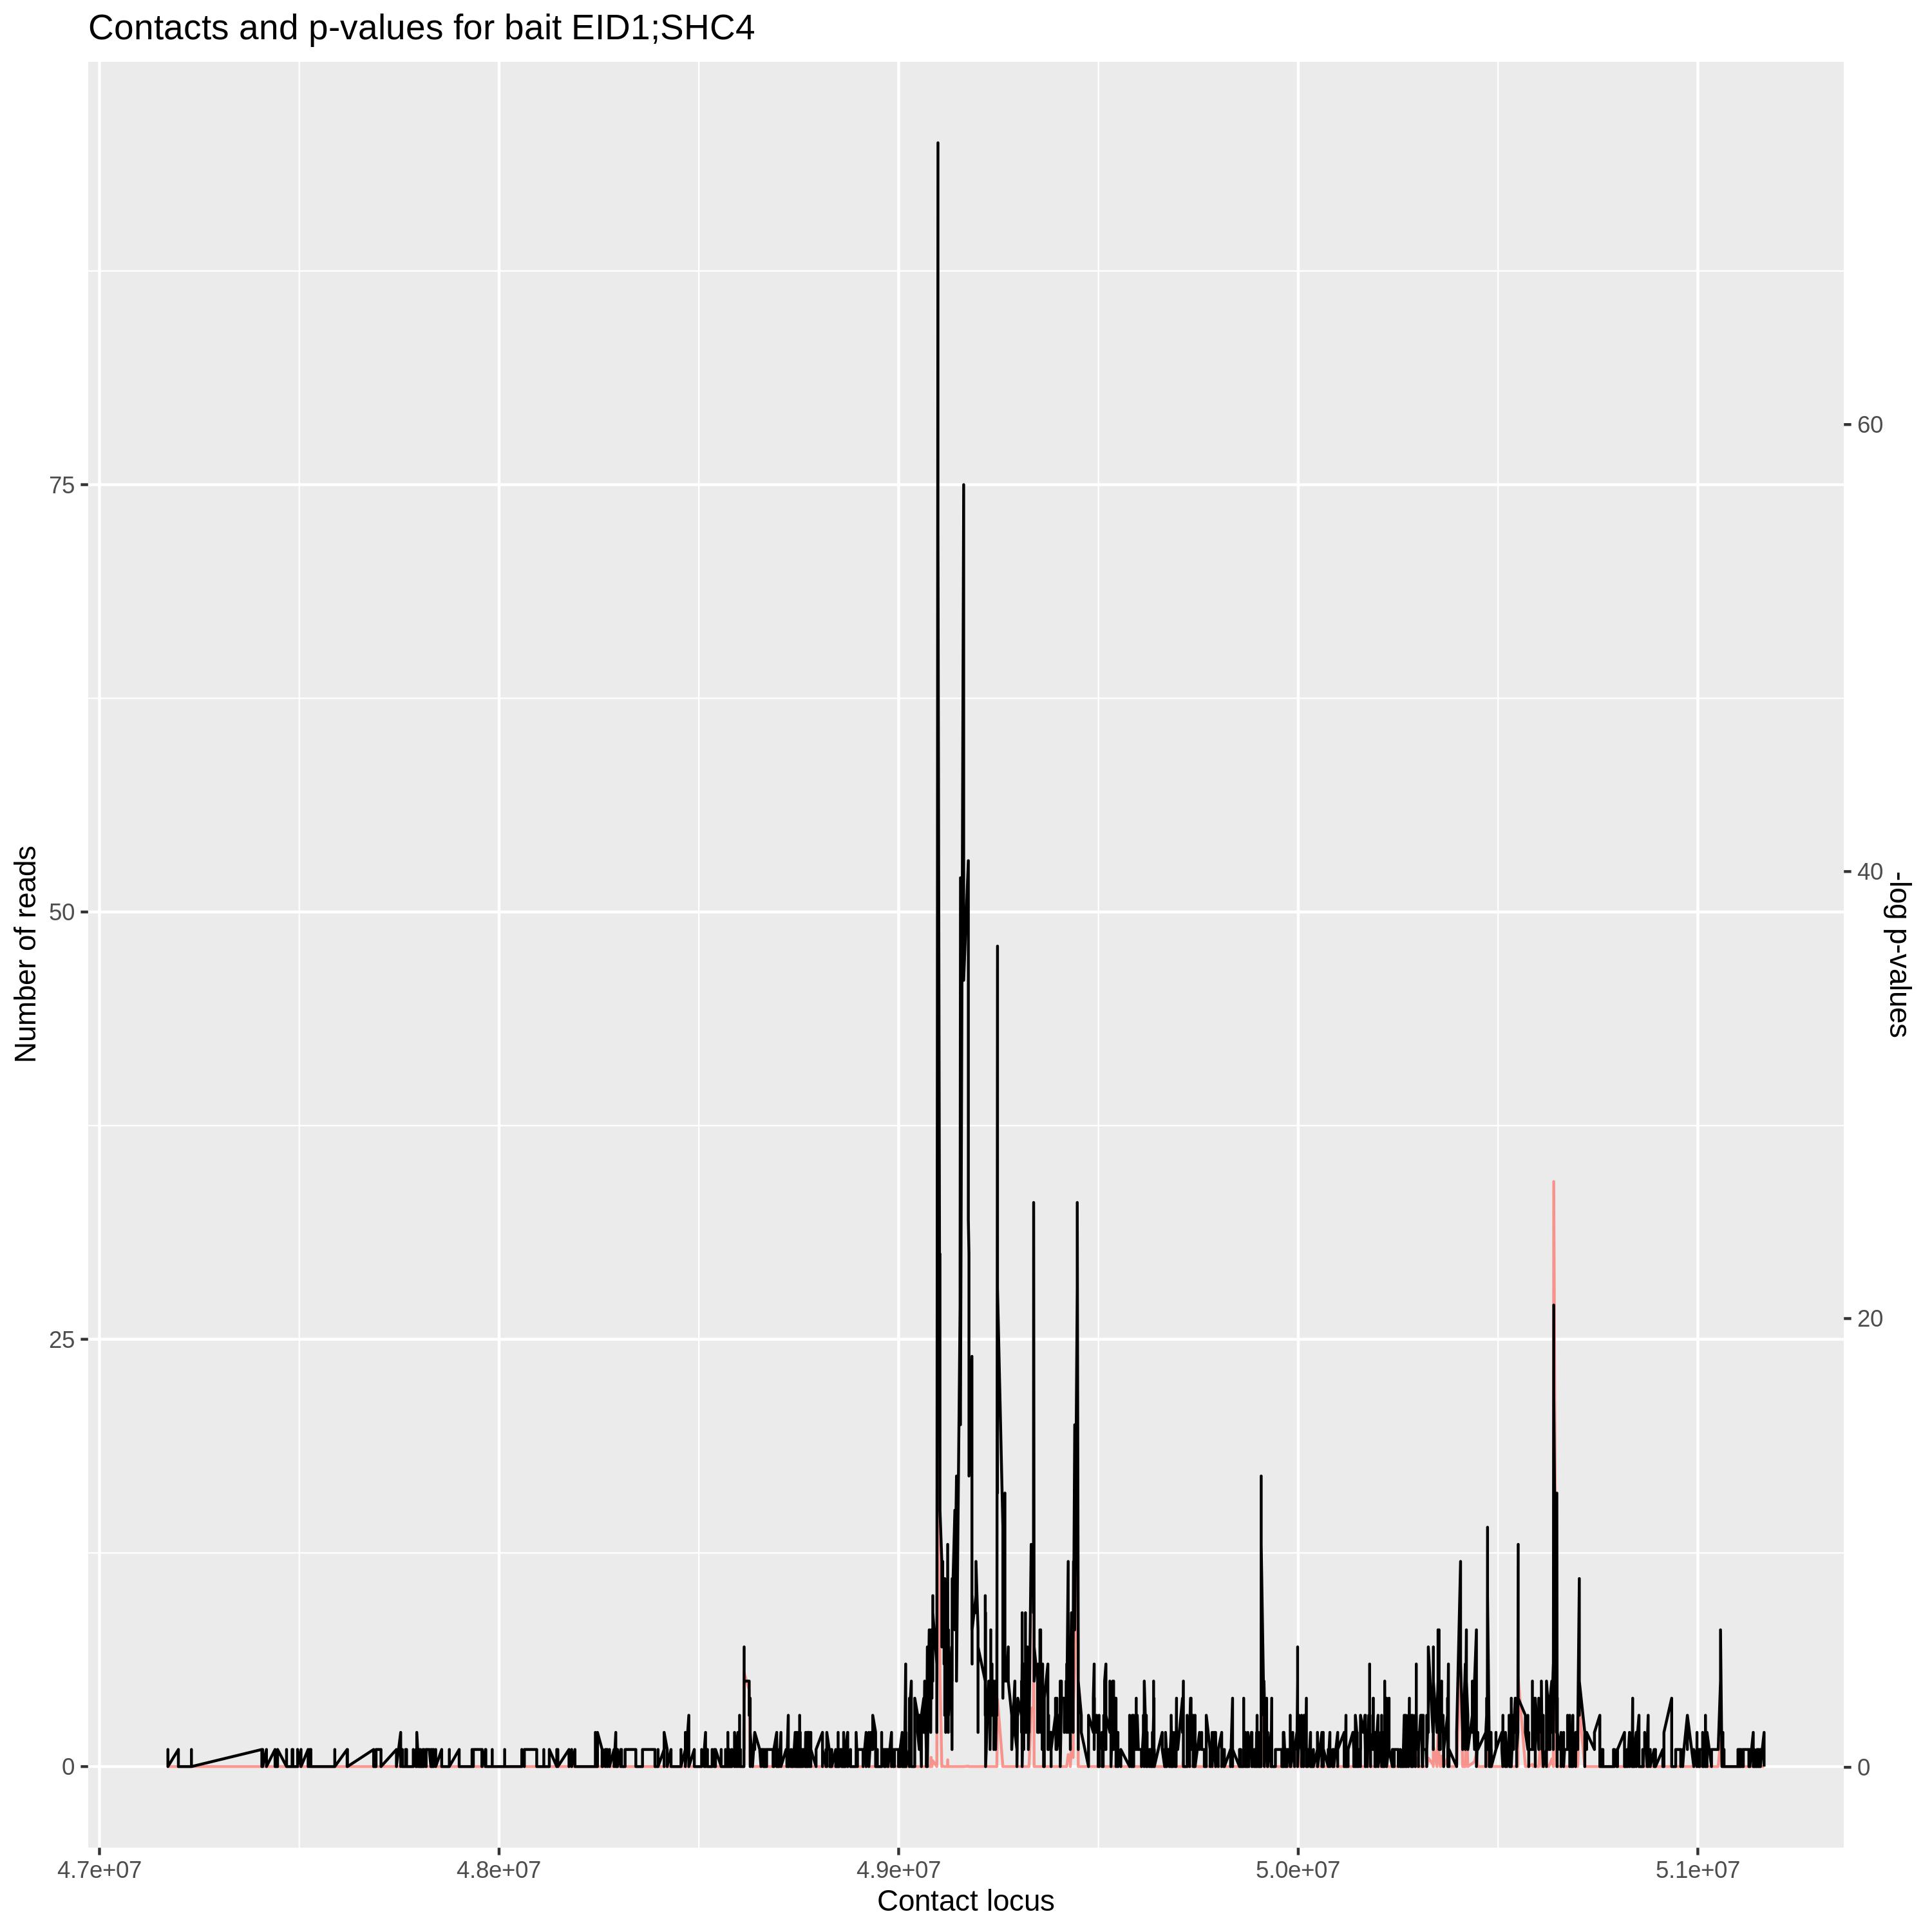 Contacts and p-values for bait EID1;SHC4
Number of reads
75
50
25
0
60
40
20
0
-log p-values
4.7e+07 4.8e+07 4.9e+07 5.0e+07 5.1e+07
Contact locus